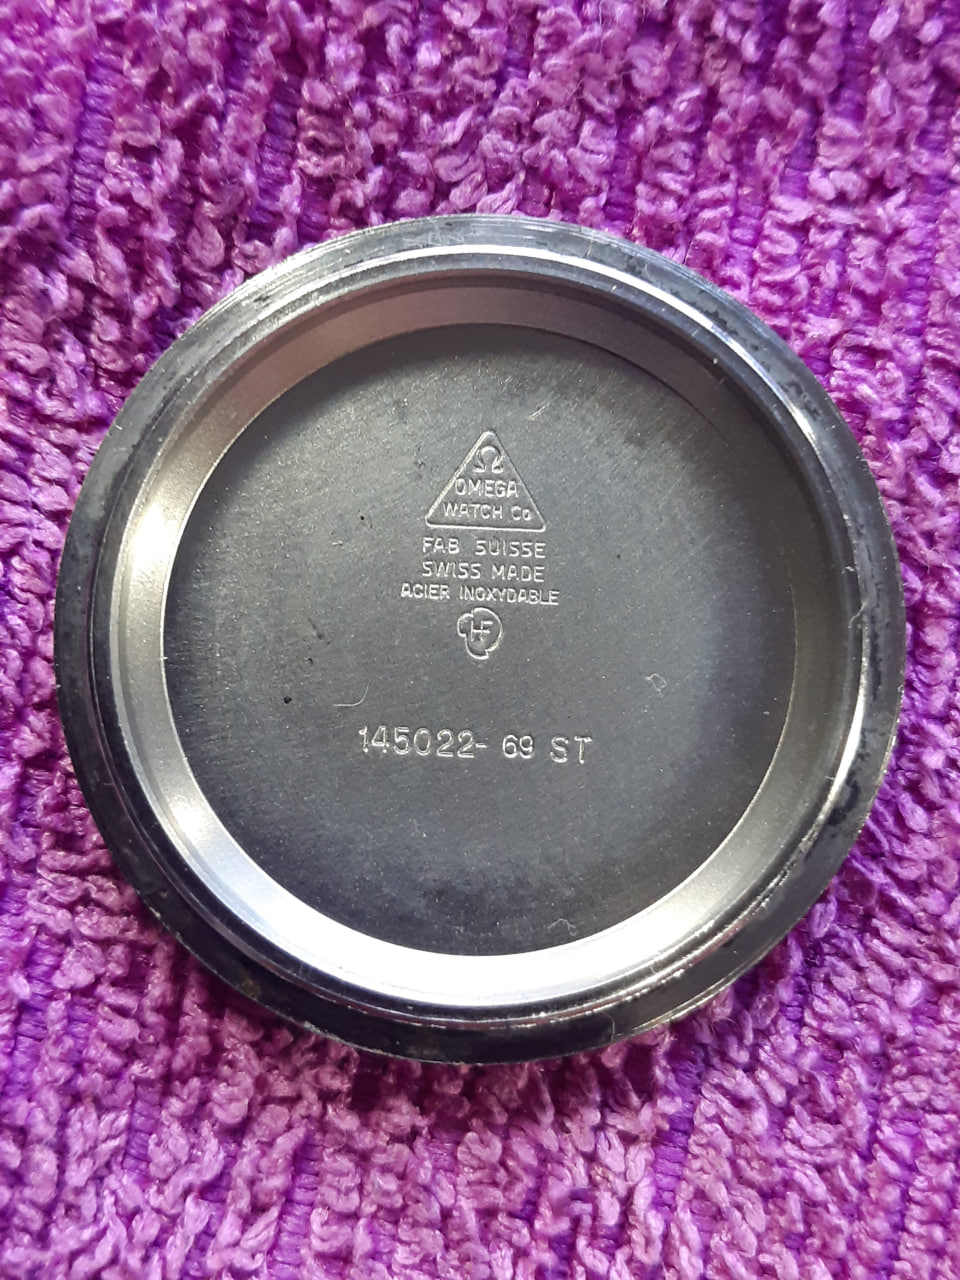 Ω
OMEGA
WATCH Co
FAB SUISSE
SWISS MADE
ACIER INOXYDABLE
HF
145022- 69 ST